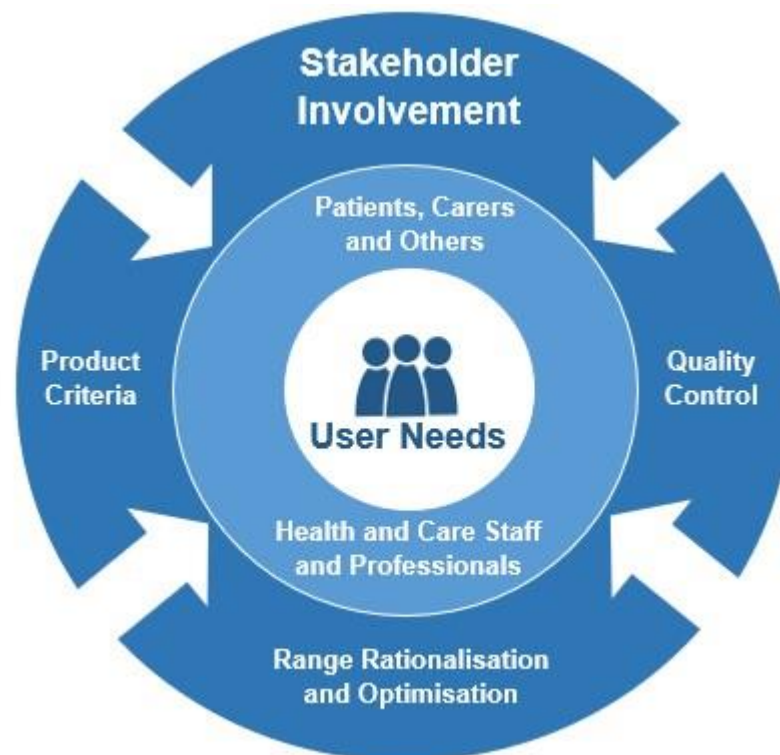 Stakeholder
Involvement
Patients, Carers
and Others
Product
Criteria
Quality
Control
User Needs
Health and Care Staff
and Professionals
Range Rationalisation
and Optimisation